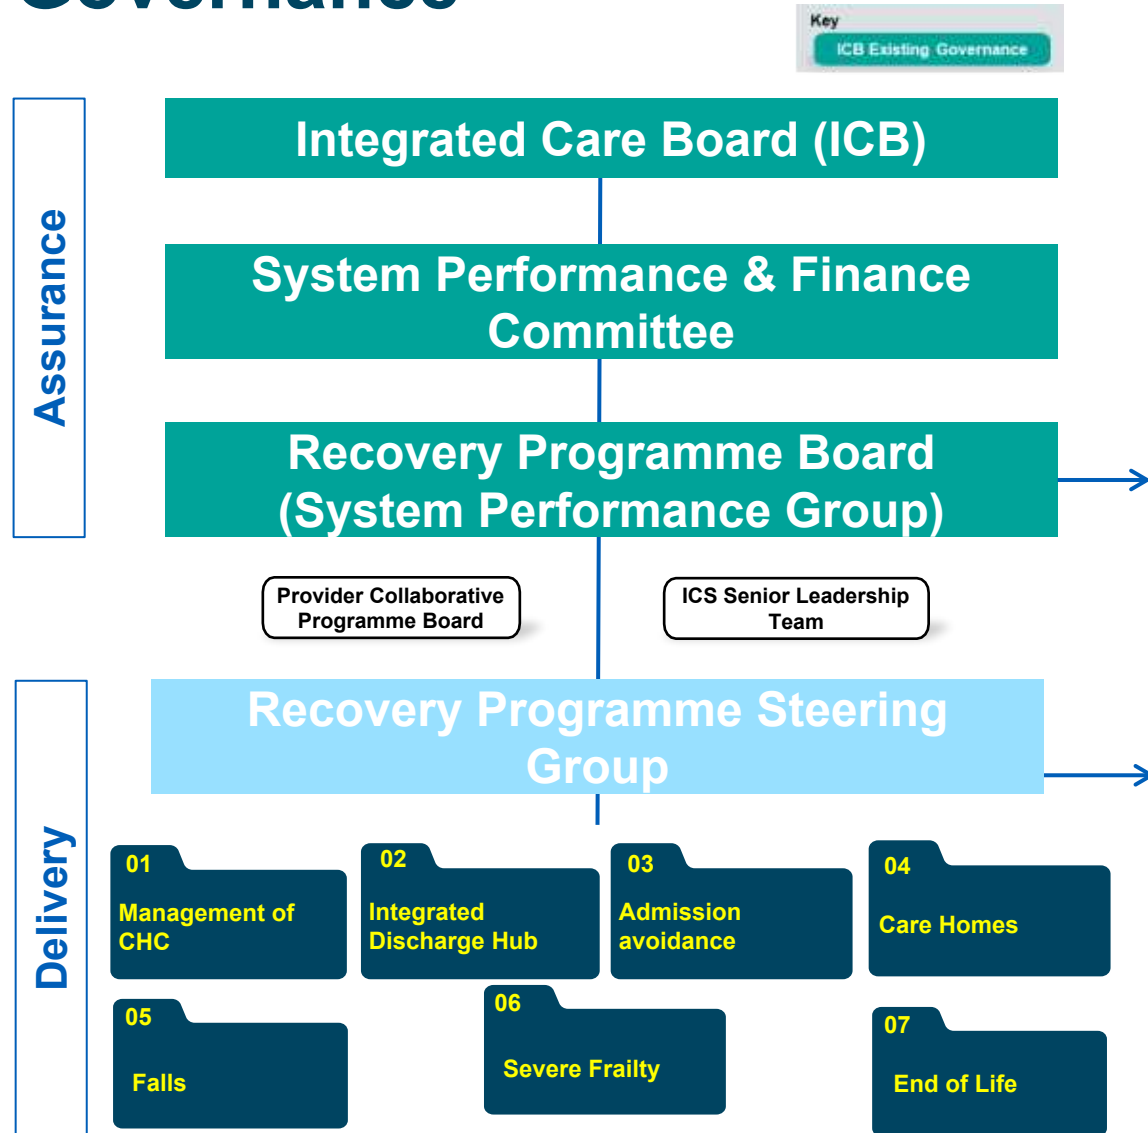 Governance
Key
ICB Existing Governance
Assurance
Integrated Care Board (ICB)
System Performance & Finance
Committee
Recovery Programme Board
(System Performance Group)
Provider Collaborative
Programme Board
ICS Senior Leadership
Team
Delivery
Recovery Programme Steering
Group
01
Management of
CHC
02
Integrated
Discharge Hub
03
Admission
avoidance
04
Care Homes
05
Falls
06
Severe Frailty
07
End of Life